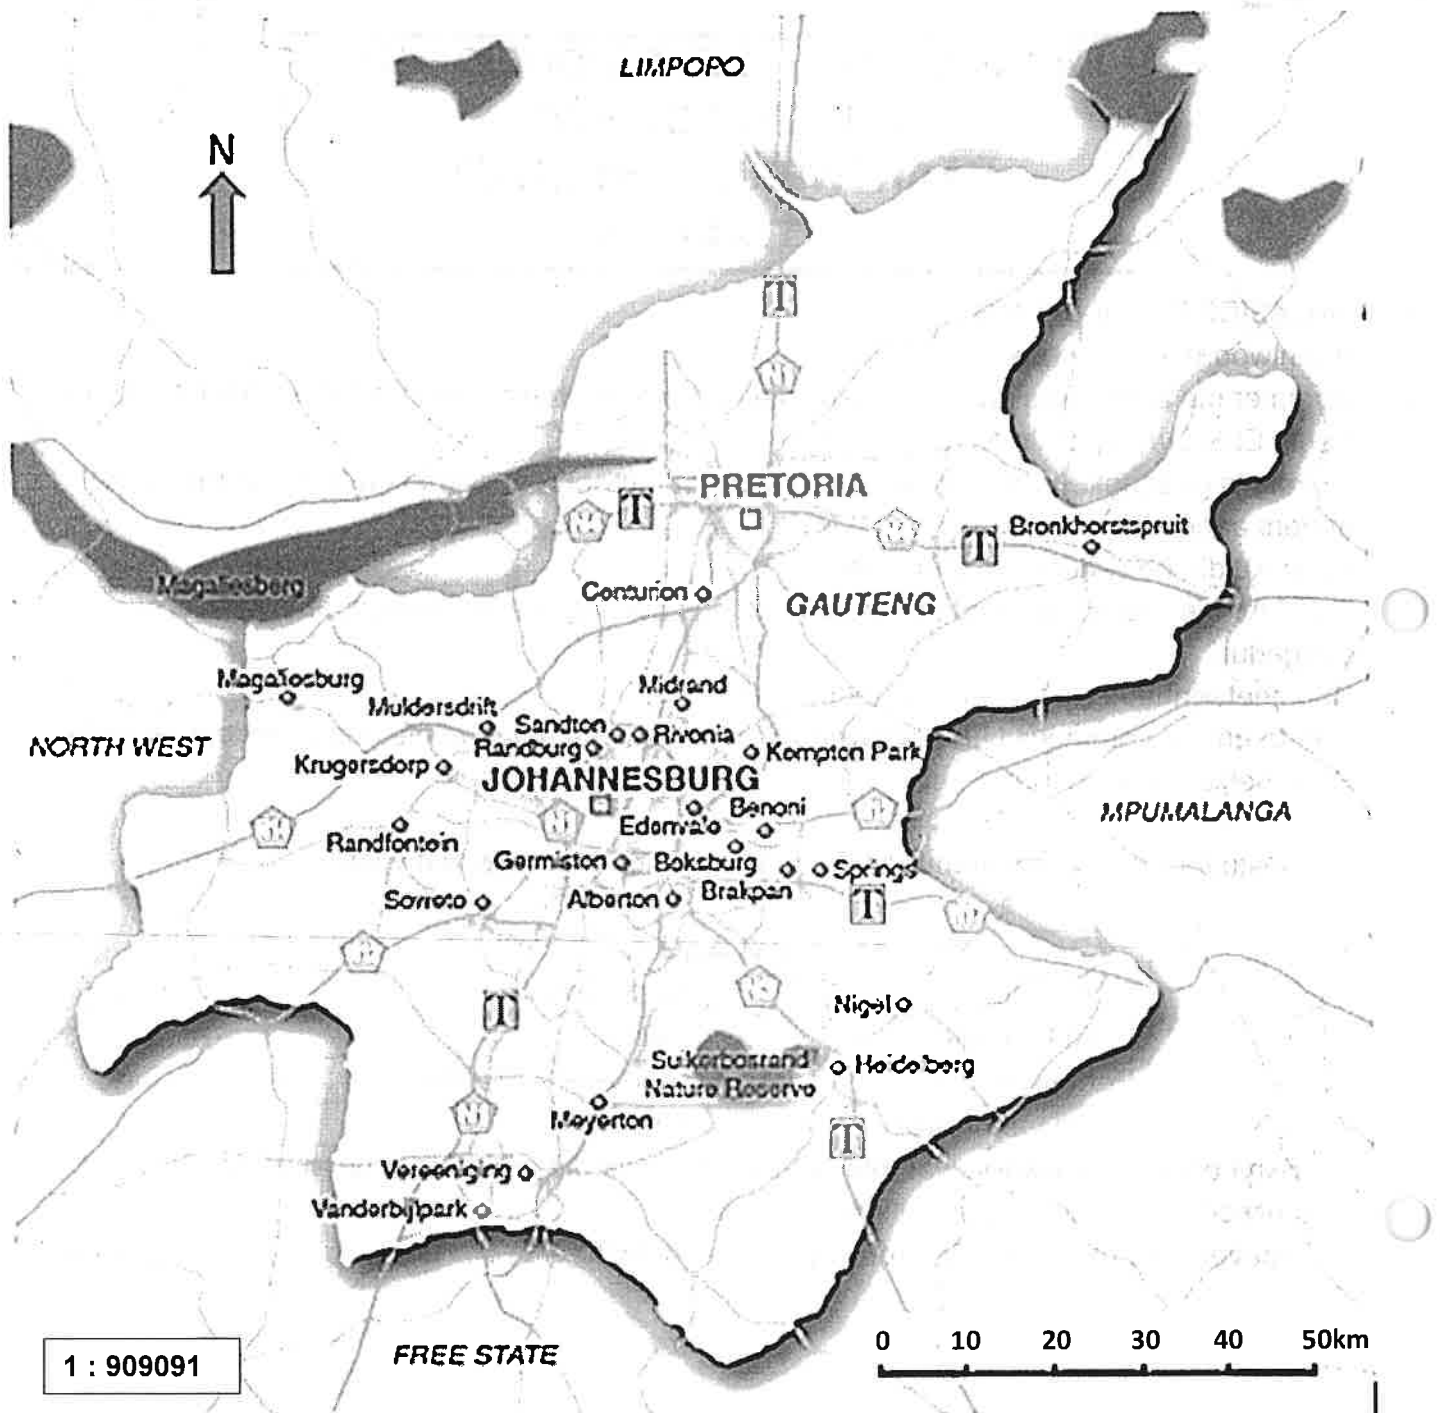 LIMPOPO
N
T
PRETORIA
T
T
Bronkhorstspruit
Magaliesberg
Centurion
GAUTENG
Magaliesburg
Midrand
Muldersdrift
Sandton
Rivonia
NORTH WEST
Randburg
Kempton Park
Krugersdorp
JOHANNESBURG
Benoni
MPUMALANGA
Edenvale
Randfontein
Germiston
Boksburg
Springs
Brakpan
Soweto
Alberton
T
Nigel
T
Suikerbosrand
Nature Reserve
Heidelberg
Meyerton
T
Vereeniging
Vanderbijlpark
0 10 20 30 40 50km
1 : 909091
FREE STATE